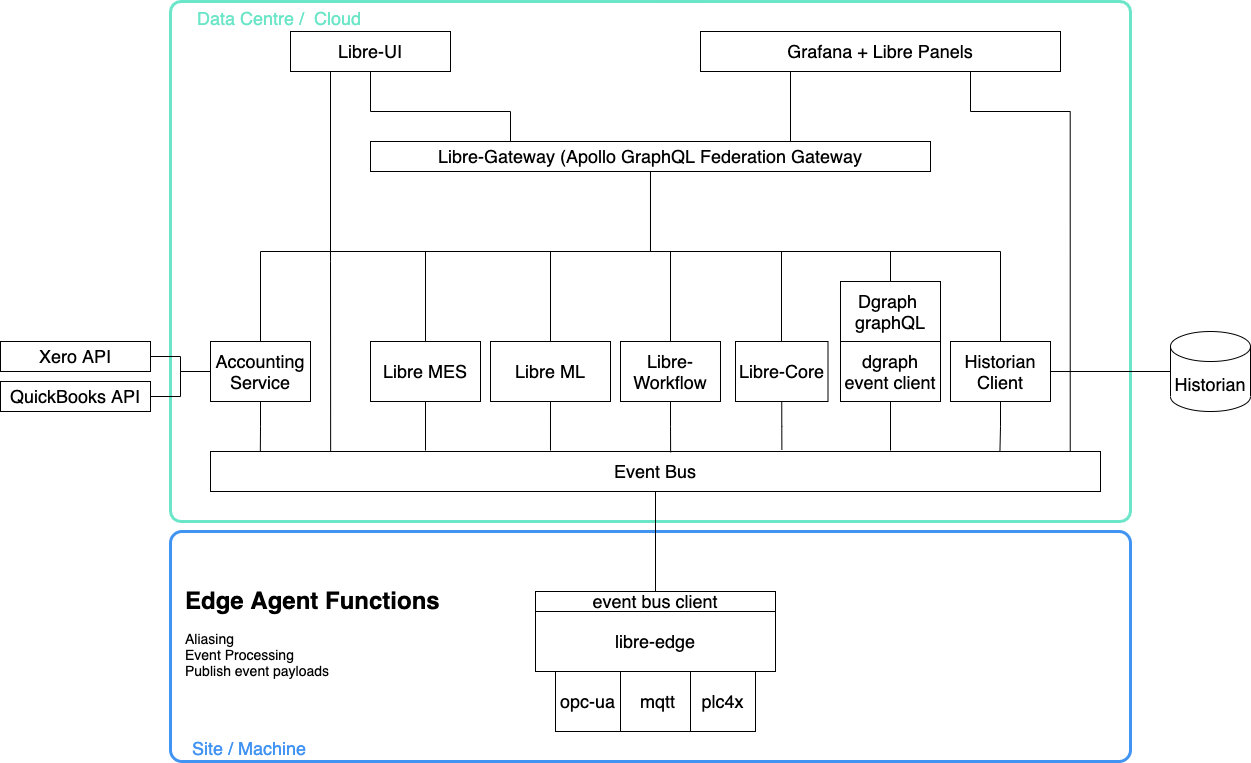 Data Centre /  Cloud
Libre-UI
Grafana + Libre Panels
Libre-Gateway (Apollo GraphQL Federation Gateway
Dgraph
graphQL
Xero API
QuickBooks API
Accounting
Service
Libre MES
Libre ML
Libre-
Workflow
Libre-Core
dgraph
event client
Historian
Client
Historian
Event Bus
Edge Agent Functions
Aliasing
Event Processing
Publish event payloads
event bus client
libre-edge
opc-ua
mqtt
plc4x
Site / Machine